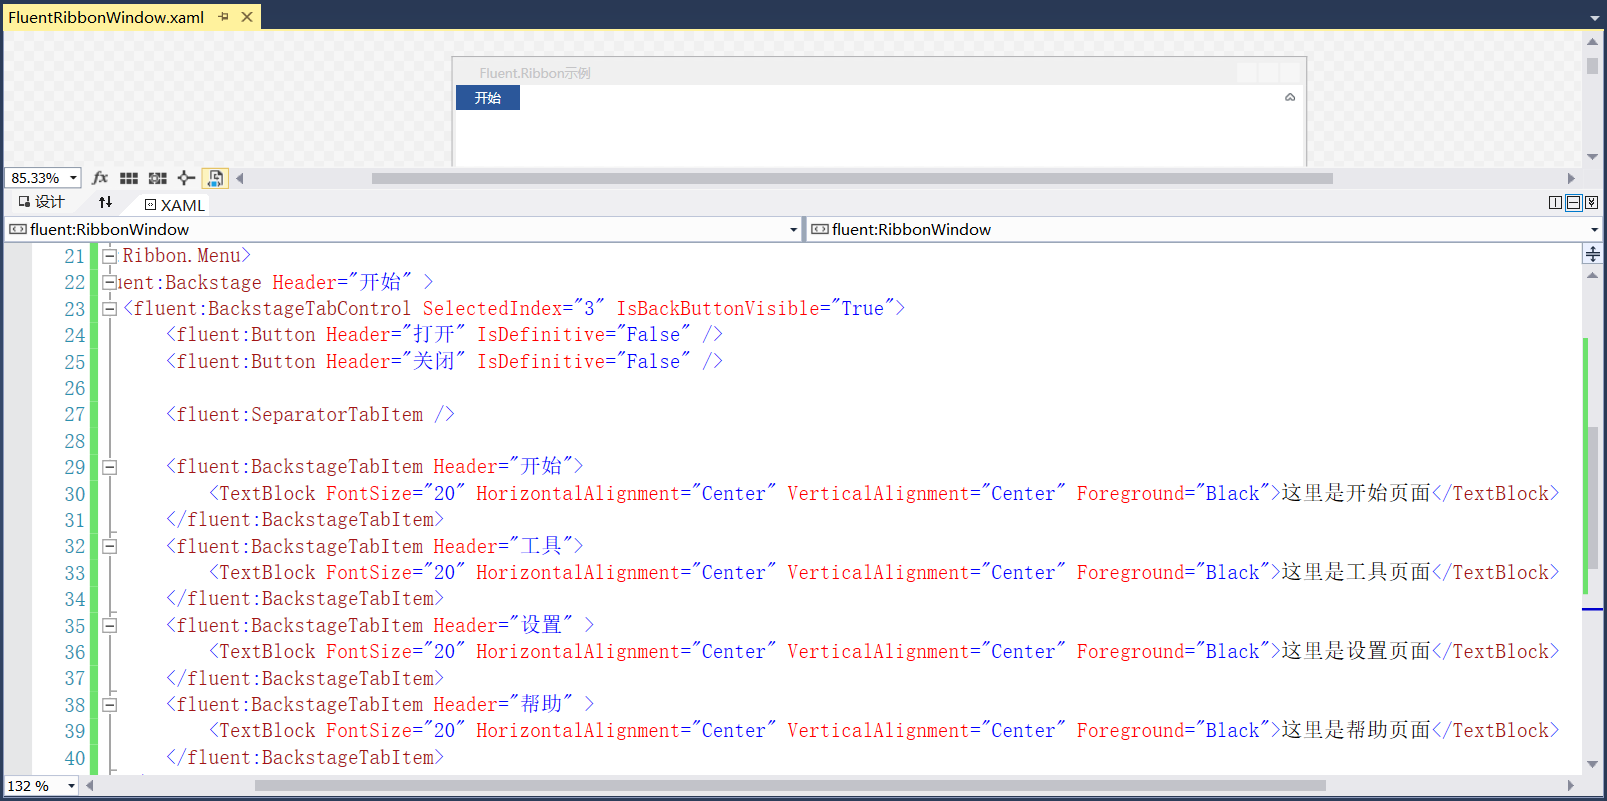 FluentRibbonWindow.xaml
Fluent.Ribbon示例
开始
85.33%
fx
设计
XAML
fluent:RibbonWindow
fluent:RibbonWindow
21 :Ribbon.Menu>
22 uent:Backstage Header="开始" >
23 <fluent:BackstageTabControl SelectedIndex="3" IsBackButtonVisible="True">
24 <fluent:Button Header="打开" IsDefinitive="False" />
25 <fluent:Button Header="关闭" IsDefinitive="False" />
26
27 <fluent:SeparatorTabItem />
28
29 <fluent:BackstageTabItem Header="开始">
30 <TextBlock FontSize="20" HorizontalAlignment="Center" VerticalAlignment="Center" Foreground="Black">这里是开始页面</TextBlock>
31 </fluent:BackstageTabItem>
32 <fluent:BackstageTabItem Header="工具">
33 <TextBlock FontSize="20" HorizontalAlignment="Center" VerticalAlignment="Center" Foreground="Black">这里是工具页面</TextBlock>
34 </fluent:BackstageTabItem>
35 <fluent:BackstageTabItem Header="设置" >
36 <TextBlock FontSize="20" HorizontalAlignment="Center" VerticalAlignment="Center" Foreground="Black">这里是设置页面</TextBlock>
37 </fluent:BackstageTabItem>
38 <fluent:BackstageTabItem Header="帮助" >
39 <TextBlock FontSize="20" HorizontalAlignment="Center" VerticalAlignment="Center" Foreground="Black">这里是帮助页面</TextBlock>
40 </fluent:BackstageTabItem>
132 %